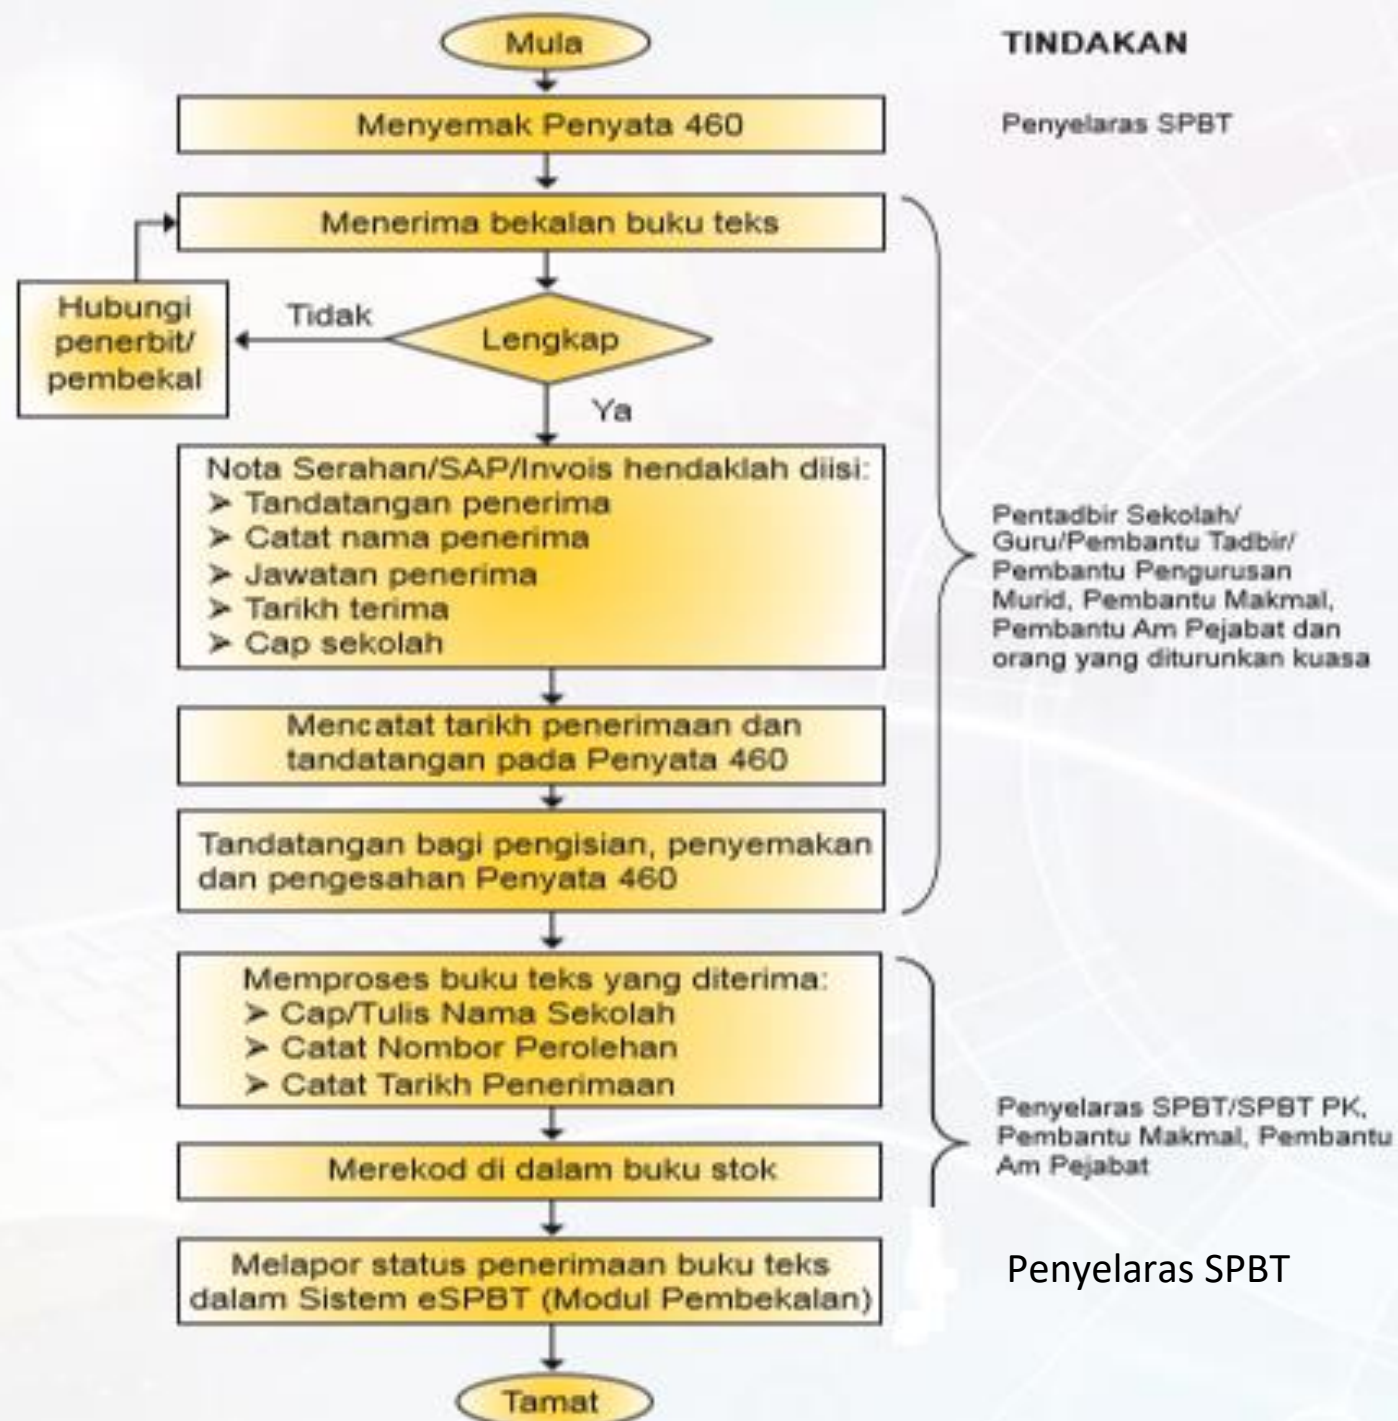 Mula
TINDAKAN
Menyemak Penyata 460
Penyelaras SPBT
Menerima bekalan buku teks
Hubungi
penerbit/
pembekal
Tidak
Lengkap
Ya
Nota Serahan/SAP/Invois hendaklah diisi:
➤ Tandatangan penerima
➤ Catat nama penerima
➤ Jawatan penerima
➤ Tarikh terima
➤ Cap sekolah
Pentadbir Sekolah/
Guru/Pembantu Tadbir/
Pembantu Pengurusan
Murid, Pembantu Makmal,
Pembantu Am Pejabat dan
orang yang diturunkan kuasa
Mencatat tarikh penerimaan dan
tandatangan pada Penyata 460
Tandatangan bagi pengisian, penyemakan
dan pengesahan Penyata 460
Memproses buku teks yang diterima:
➤ Cap/Tulis Nama Sekolah
➤ Catat Nombor Perolehan
➤ Catat Tarikh Penerimaan
Penyelaras SPBT/SPBT PK,
Pembantu Makmal, Pembantu
Am Pejabat
Merekod di dalam buku stok
Melapor status penerimaan buku teks
dalam Sistem eSPBT (Modul Pembekalan)
Penyelaras SPBT
Tamat